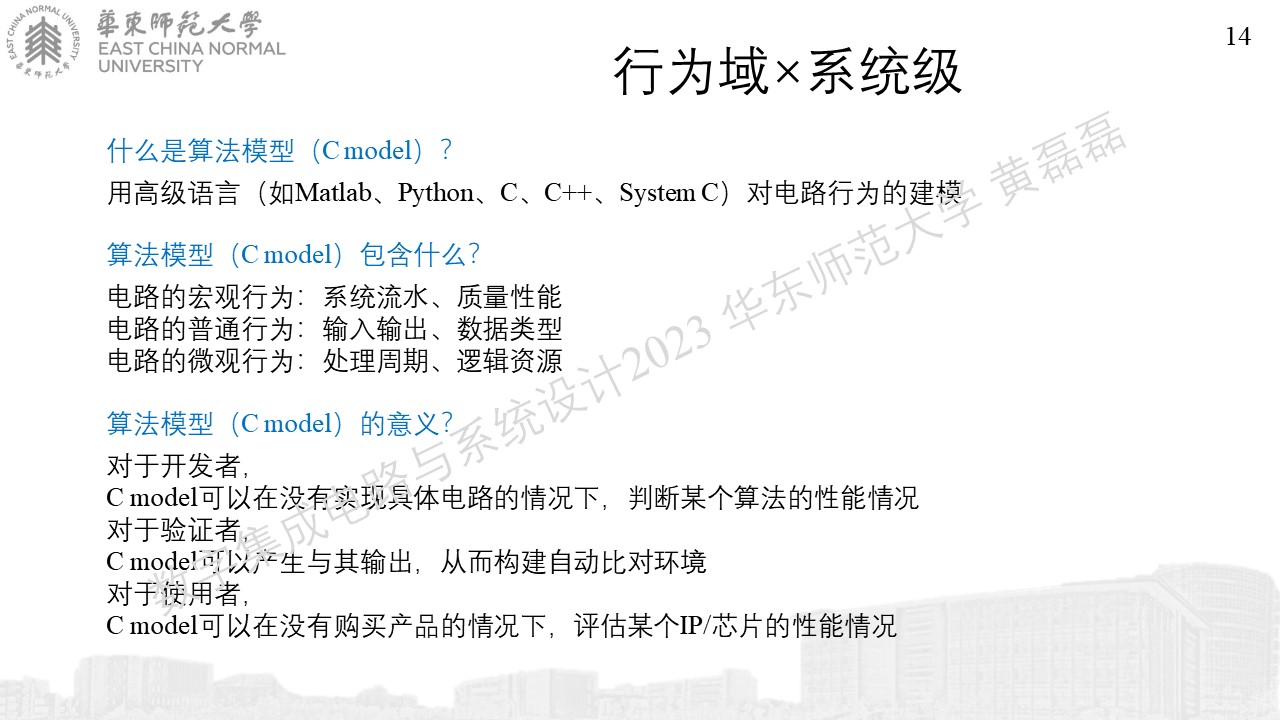 華東師範大學
EAST CHINA NORMAL
UNIVERSITY
EAST CHINA NORMAL UNIVERSITY
華東师范大学
14
行为域×系统级
什么是算法模型（C model）？
用高级语言（如Matlab、Python、C、C++、System C）对电路行为的建模
算法模型（C model）包含什么？
电路的宏观行为：系统流水、质量性能
电路的普通行为：输入输出、数据类型
电路的微观行为：处理周期、逻辑资源
算法模型（C model）的意义？
对于开发者，
C model可以在没有实现具体电路的情况下，判断某个算法的性能情况
对于验证者，
C model可以产生与其输出，从而构建自动比对环境
对于使用者，
C model可以在没有购买产品的情况下，评估某个IP/芯片的性能情况
数字集成电路与系统设计2023 华东师范大学 黄磊磊